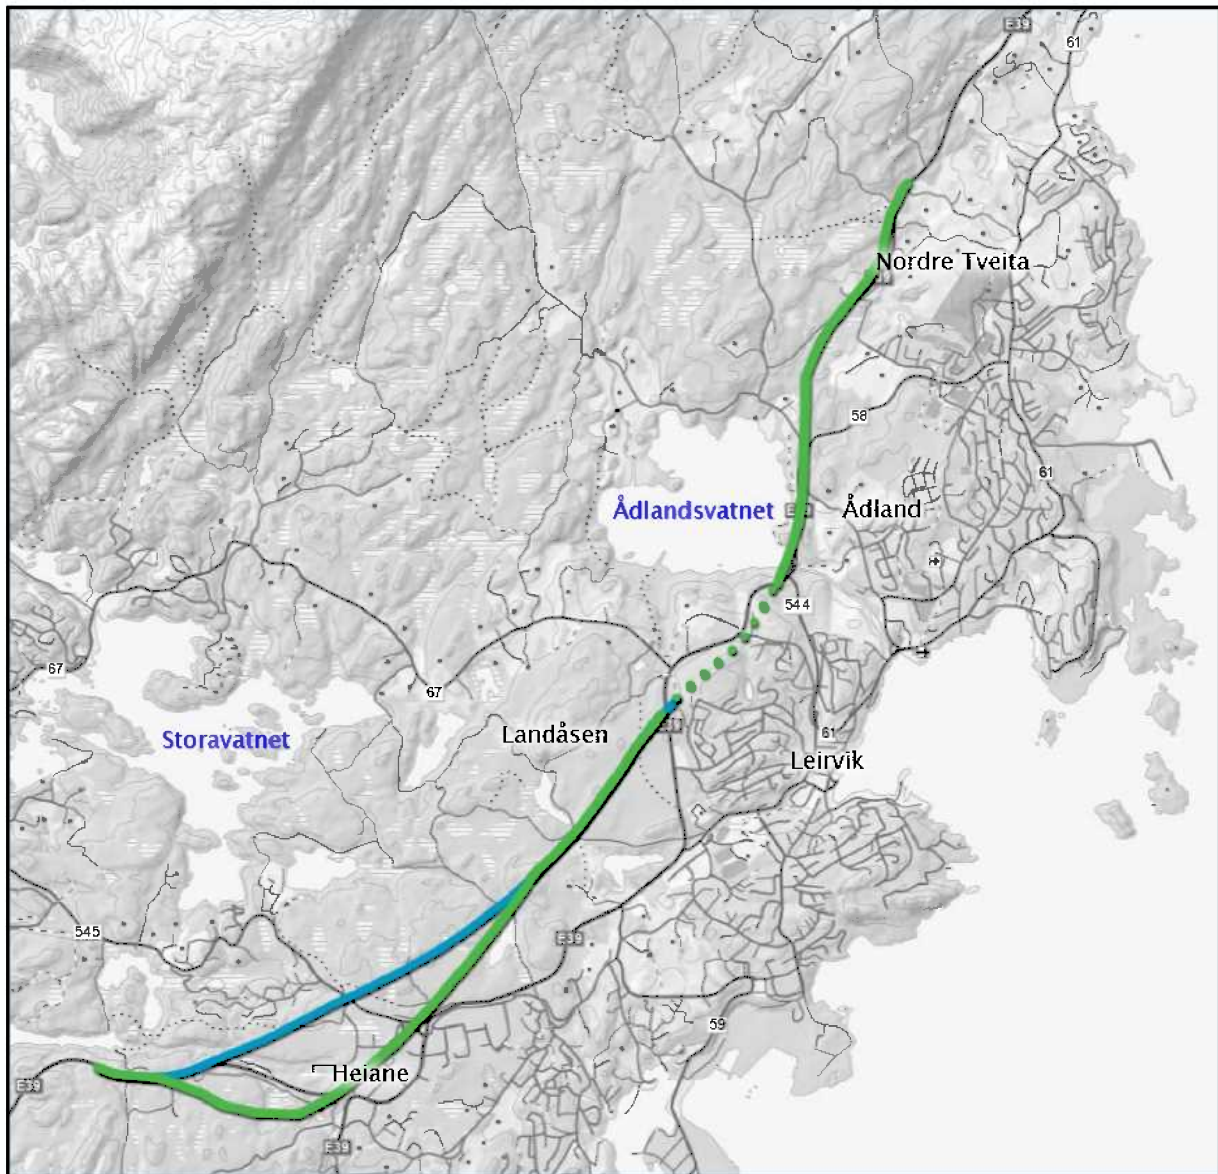 E39
61
Nordre Tveita
58
61
Ådlandsvatnet
Ådland
544
67
67
Landåsen
Storavatnet
61
Leirvik
545
E39
59
Heiane
E39
E39